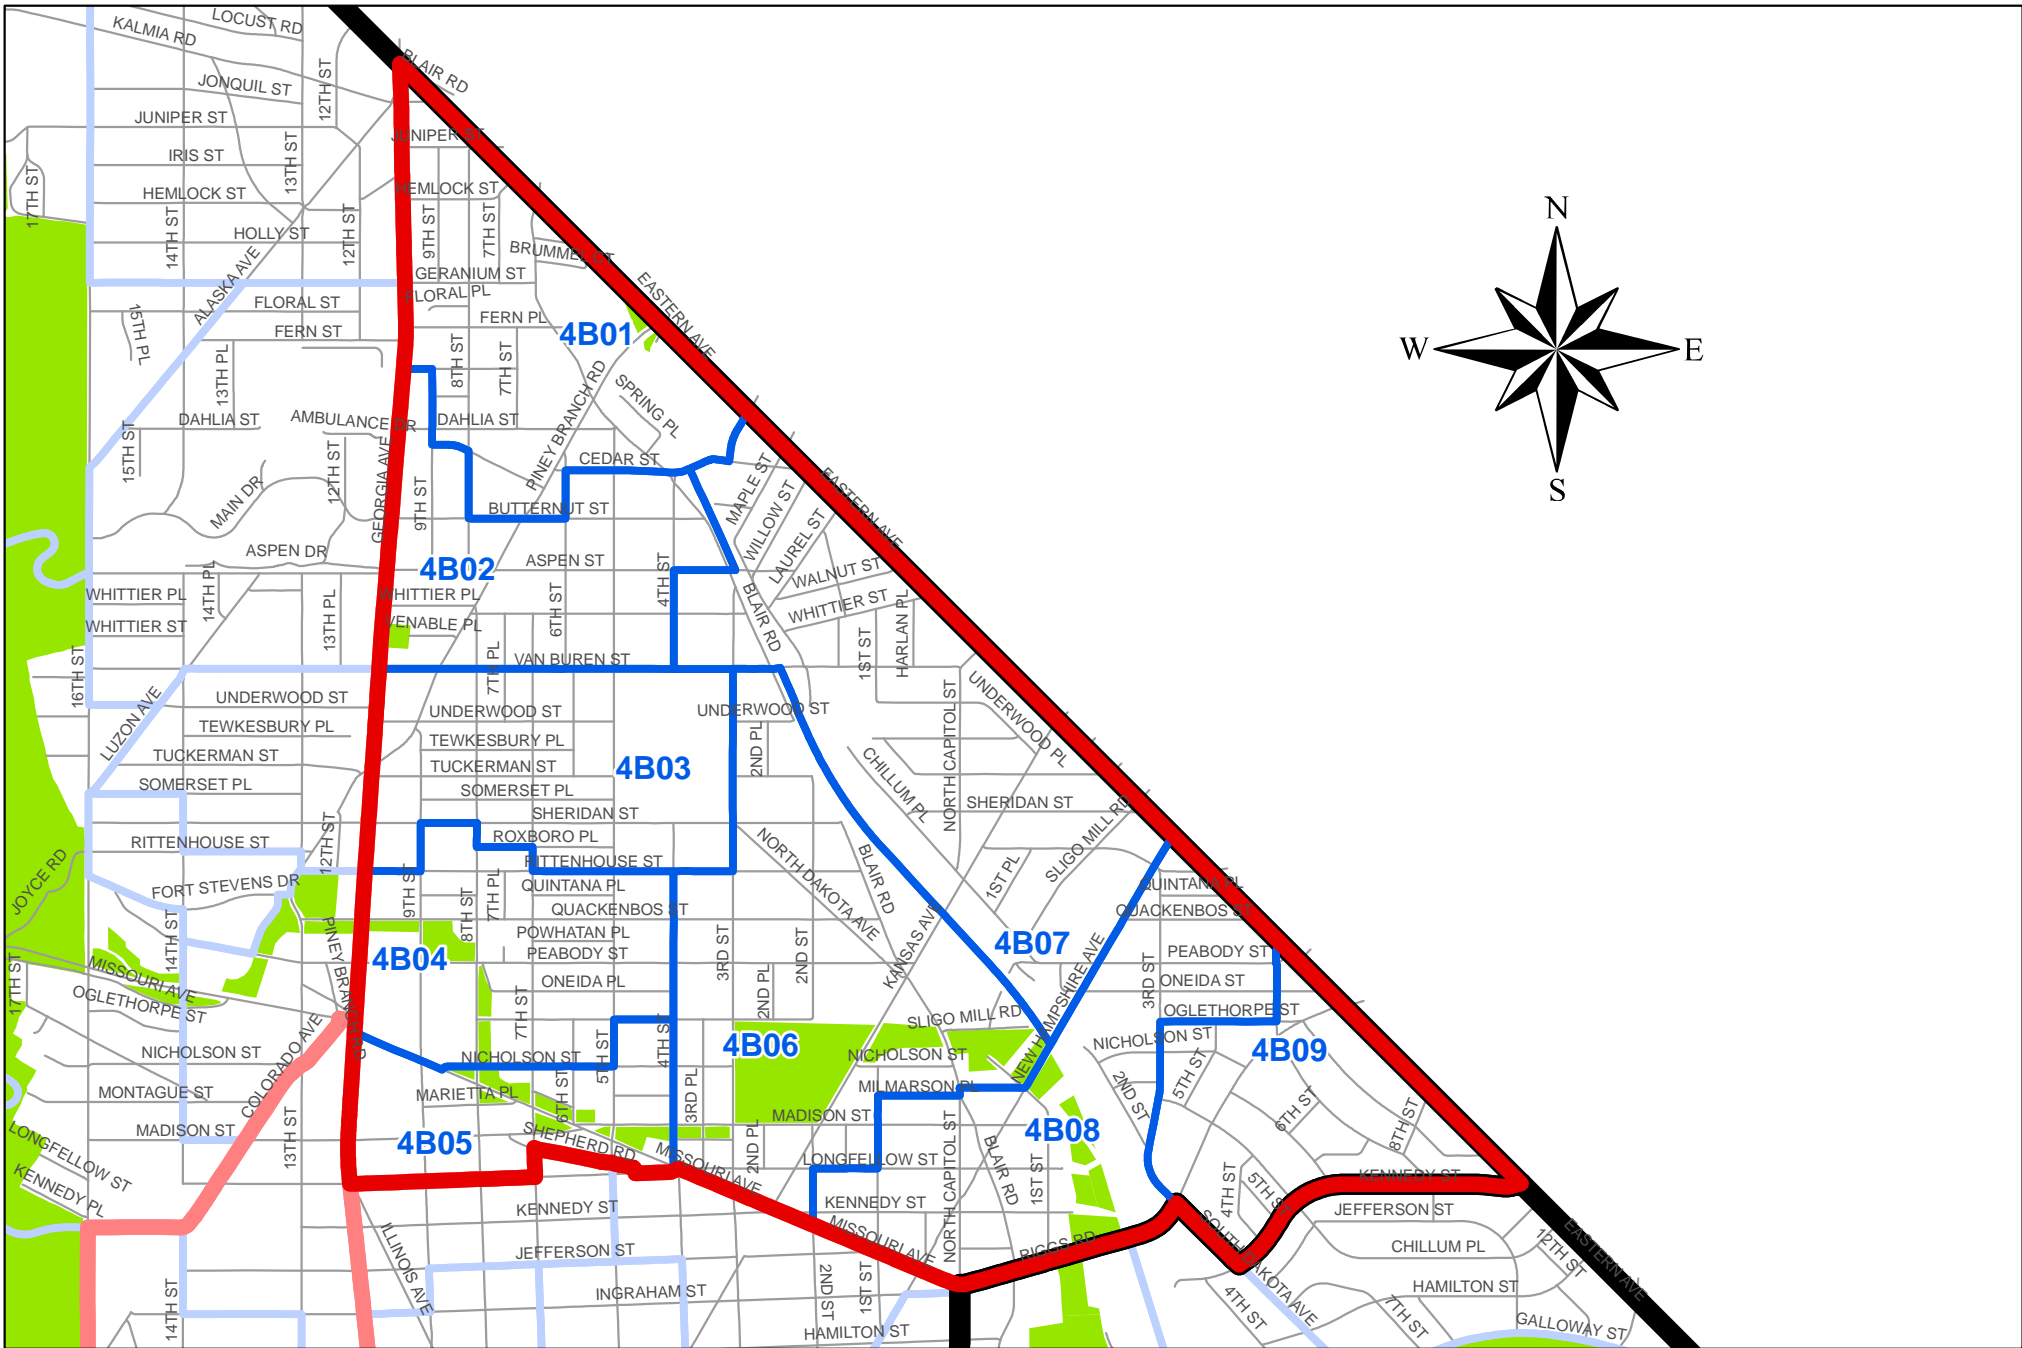 LOCUST RD
KALMIA RD
BLAIR RD
JONQUIL ST
12TH ST
JUNIPER ST
JUNIPER ST
13TH ST
IRIS ST
17TH ST
HEMLOCK ST
HEMLOCK ST
N
14TH ST
HOLLY ST
12TH ST
9TH ST
7TH ST
BRUMMEL CT
ALASKA AVE
GERANIUM ST
FLORAL PL
EASTERN AVE
FLORAL ST
15TH PL
FERN ST
FERN PL
4B01
W
E
13TH PL
8TH ST
7TH ST
PINEY BRANCH RD
SPRING PL
DAHLIA ST
AMBULANCE DR
DAHLIA ST
15TH ST
12TH ST
GEORGIA AVE
CEDAR ST
MAPLE ST
S
MAIN DR
9TH ST
BUTTERNUT ST
WILLOW ST
LAUREL ST
EASTERN AVE
ASPEN DR
4B02
ASPEN ST
4TH ST
WALNUT ST
WHITTIER PL
14TH PL
13TH PL
WHITTIER PL
6TH ST
BLAIR RD
WHITTIER ST
HARLAN PL
WHITTIER ST
VENABLE PL
1ST ST
16TH ST
7TH PL
VAN BUREN ST
LUZON AVE
UNDERWOOD ST
UNDERWOOD ST
UNDERWOOD ST
NORTH CAPITOL ST
UNDERWOOD PL
TEWKESBURY PL
TEWKESBURY PL
2ND PL
TUCKERMAN ST
TUCKERMAN ST
4B03
CHILLUM PL
SOMERSET PL
SOMERSET PL
SHERIDAN ST
SHERIDAN ST
RITTENHOUSE ST
12TH ST
ROXBORO PL
NORTH DAKOTA AVE
BLAIR RD
SLIGO MILL RD
RITTENHOUSE ST
1ST PL
JOYCE RD
FORT STEVENS DR
9TH ST
7TH PL
QUINTANA PL
QUINTANA PL
8TH ST
QUACKENBOS ST
QUACKENBOS ST
14TH ST
PINEY BRANCH RD
POWHATAN PL
KANSAS AVE
4B07
4B04
PEABODY ST
3RD ST
2ND ST
NEW HAMPSHIRE AVE
PEABODY ST
17TH ST
MISSOURI AVE
ONEIDA PL
2ND PL
3RD ST
ONEIDA ST
OGLETHORPE ST
7TH ST
SLIGO MILL RD
OGLETHORPE ST
COLORADO AVE
5TH ST
4TH ST
4B06
NICHOLSON ST
4B09
NICHOLSON ST
NICHOLSON ST
NICHOLSON ST
5TH ST
MONTAGUE ST
MARIETTA PL
6TH ST
3RD PL
MILMARSON PL
2ND ST
6TH ST
8TH ST
MADISON ST
13TH ST
4B05
SHEPHERD RD
MADISON ST
4B08
LONGFELLOW ST
MISSOURI AVE
2ND PL
LONGFELLOW ST
NORTH CAPITOL ST
BLAIR RD
1ST ST
KENNEDY PL
4TH ST
5TH ST
KENNEDY ST
KENNEDY ST
KENNEDY ST
JEFFERSON ST
ILLINOIS AVE
JEFFERSON ST
MISSOURI AVE
RIGGS RD
SOUTH DAKOTA AVE
CHILLUM PL
12TH ST
EASTERN AVE
14TH ST
INGRAHAM ST
2ND ST
1ST ST
4TH ST
7TH ST
HAMILTON ST
HAMILTON ST
GALLOWAY ST